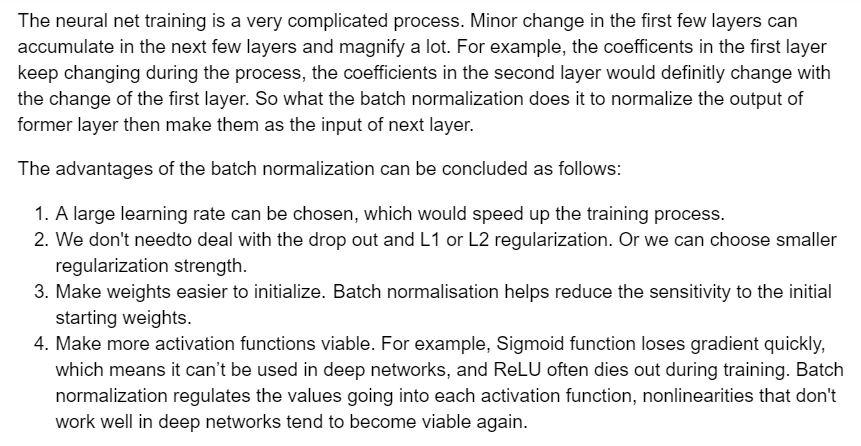 The neural net training is a very complicated process. Minor change in the first few layers can
accumulate in the next few layers and magnify a lot. For example, the coefficents in the first layer
keep changing during the process, the coefficients in the second layer would definitly change with
the change of the first layer. So what the batch normalization does it to normalize the output of
former layer then make them as the input of next layer.
The advantages of the batch normalization can be concluded as follows:
1. A large learning rate can be chosen, which would speed up the training process.
2. We don't needto deal with the drop out and L1 or L2 regularization. Or we can choose smaller
regularization strength.
3. Make weights easier to initialize. Batch normalisation helps reduce the sensitivity to the initial
starting weights.
4. Make more activation functions viable. For example, Sigmoid function loses gradient quickly,
which means it can’t be used in deep networks, and ReLU often dies out during training. Batch
normalization regulates the values going into each activation function, nonlinearities that don't
work well in deep networks tend to become viable again.